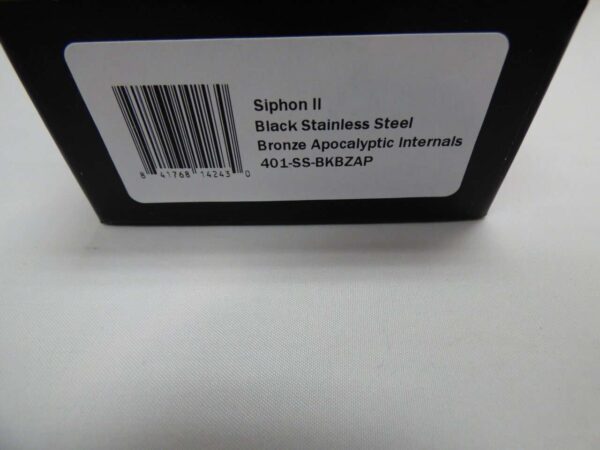 Siphon II
Black Stainless Steel
Bronze Apocalyptic Internals
401-SS-BKBZAP
8 41768 14243 0